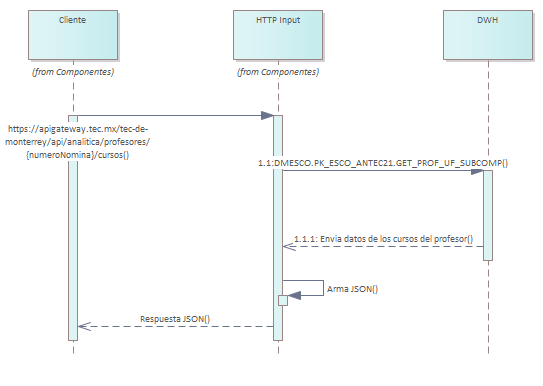 Cliente
HTTP Input
DWH
(from Componentes)
(from Componentes)
https://apigateway.tec.mx/tec-de-
monterrey/api/analitica/profesores/
{numeroNomina}/cursos()
1.1:DMESCO.PK_ESCO_ANTEC21.GET_PROF_UF_SUBCOMP()
1.1.1: Envia datos de los cursos del profesor()
Arma JSON()
Respuesta JSON()